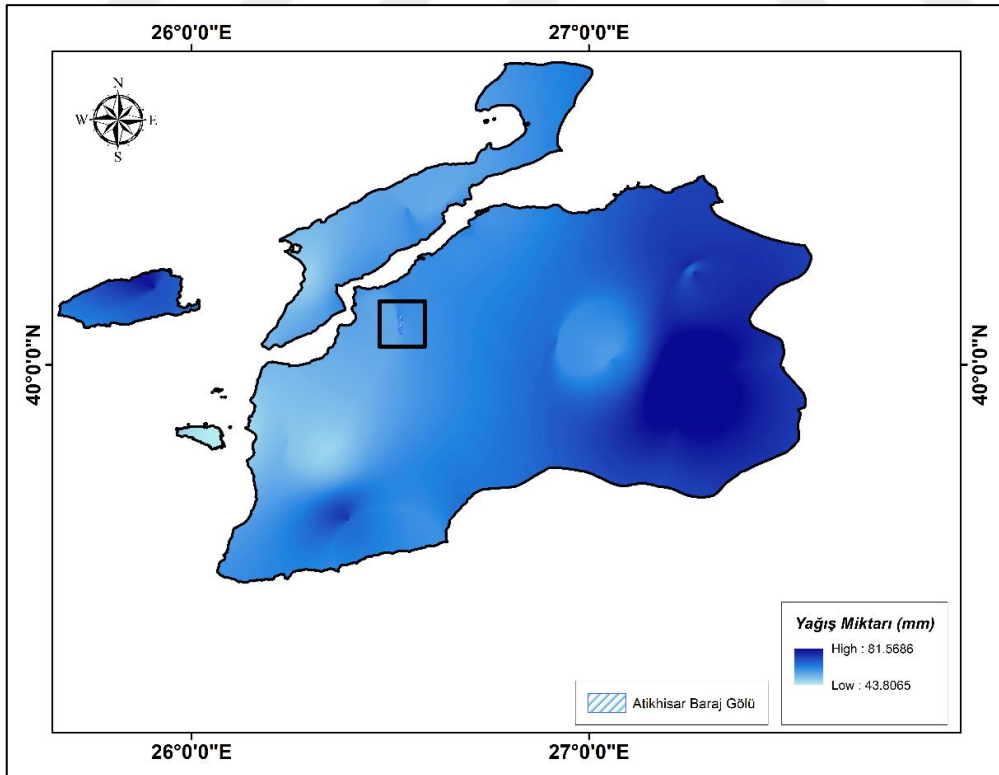 26°0'0"E 27°0'0"E
N
W E
S
40°0'0"N 40°0'0"N
Yağış Miktarı (mm)
High : 81.5686
Low : 43.8065
Atikhisar Baraj Gölü
26°0'0"E 27°0'0"E